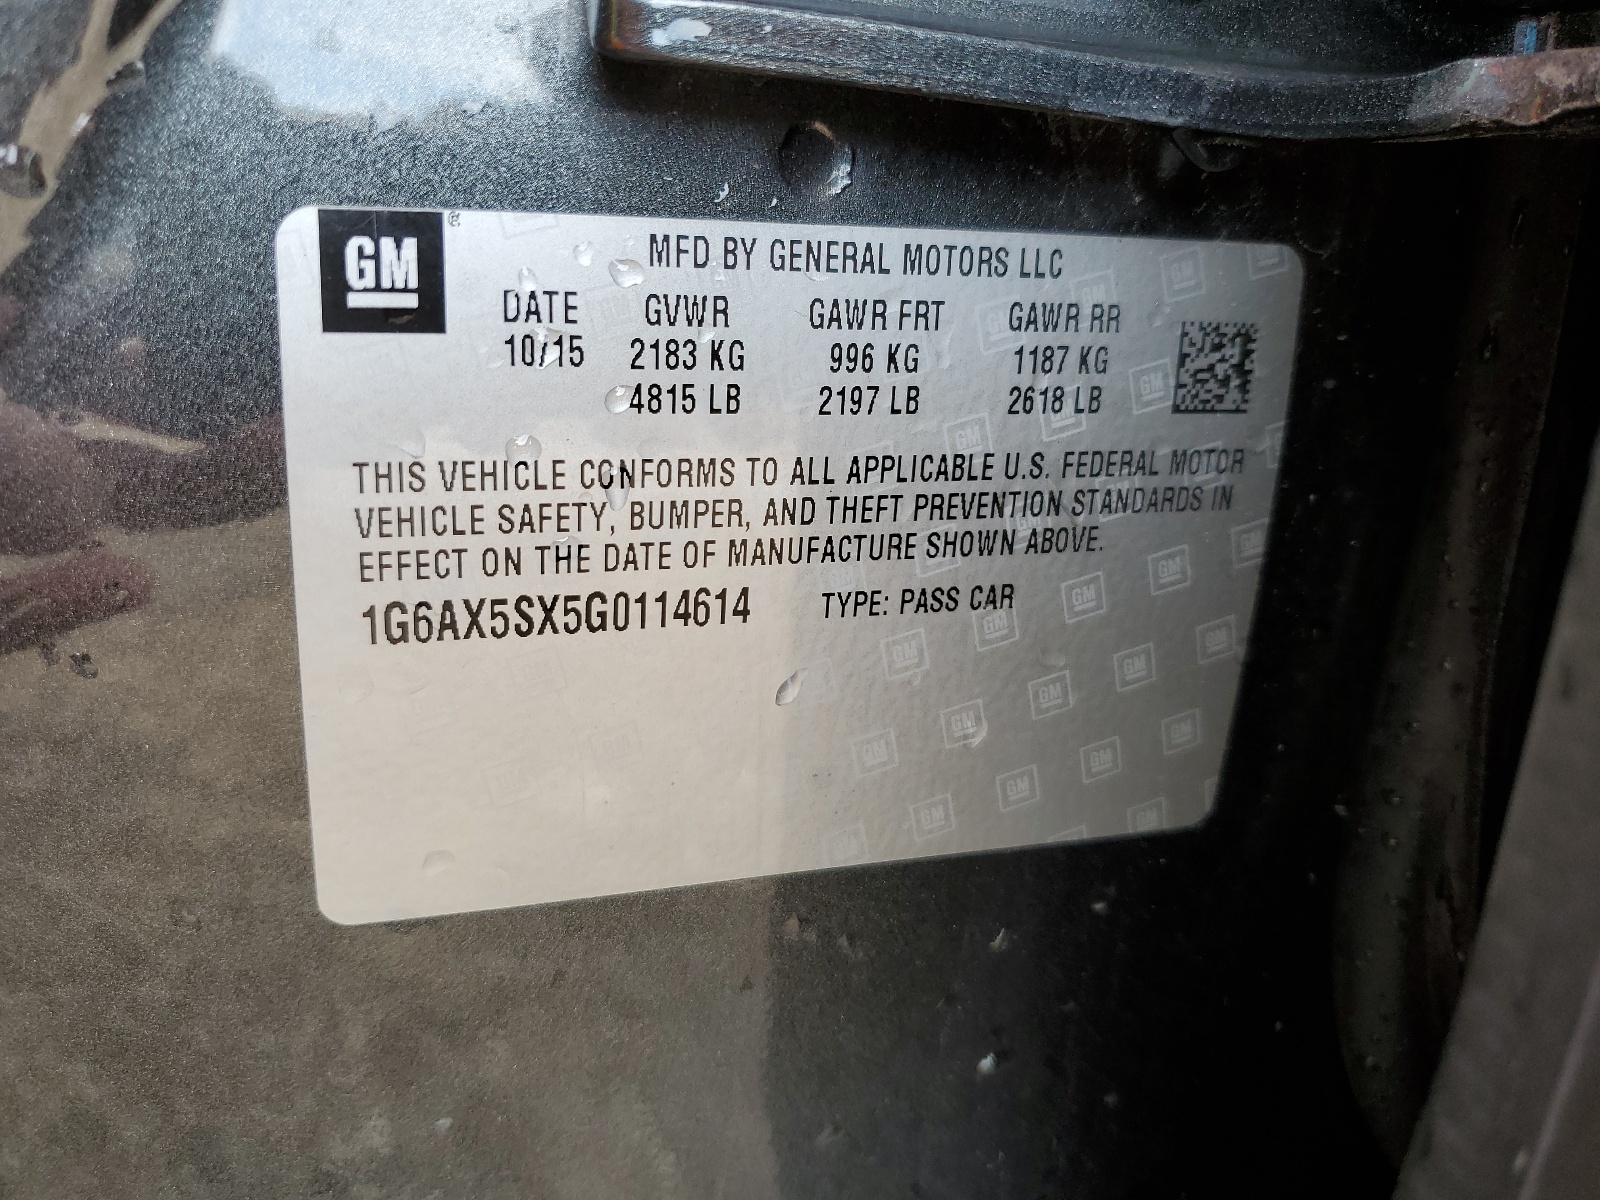 GM
MFD BY GENERAL MOTORS LLC
DATE GVWR GAWR FRT GAWR RR
10/15 2183 KG 996 KG 1187 KG
4815 LB 2197 LB 2618 LB
THIS VEHICLE CONFORMS TO ALL APPLICABLE U.S. FEDERAL MOTOR
VEHICLE SAFETY, BUMPER, AND THEFT PREVENTION STANDARDS IN
EFFECT ON THE DATE OF MANUFACTURE SHOWN ABOVE.
1G6AX5SX5G0114614 TYPE: PASS CAR